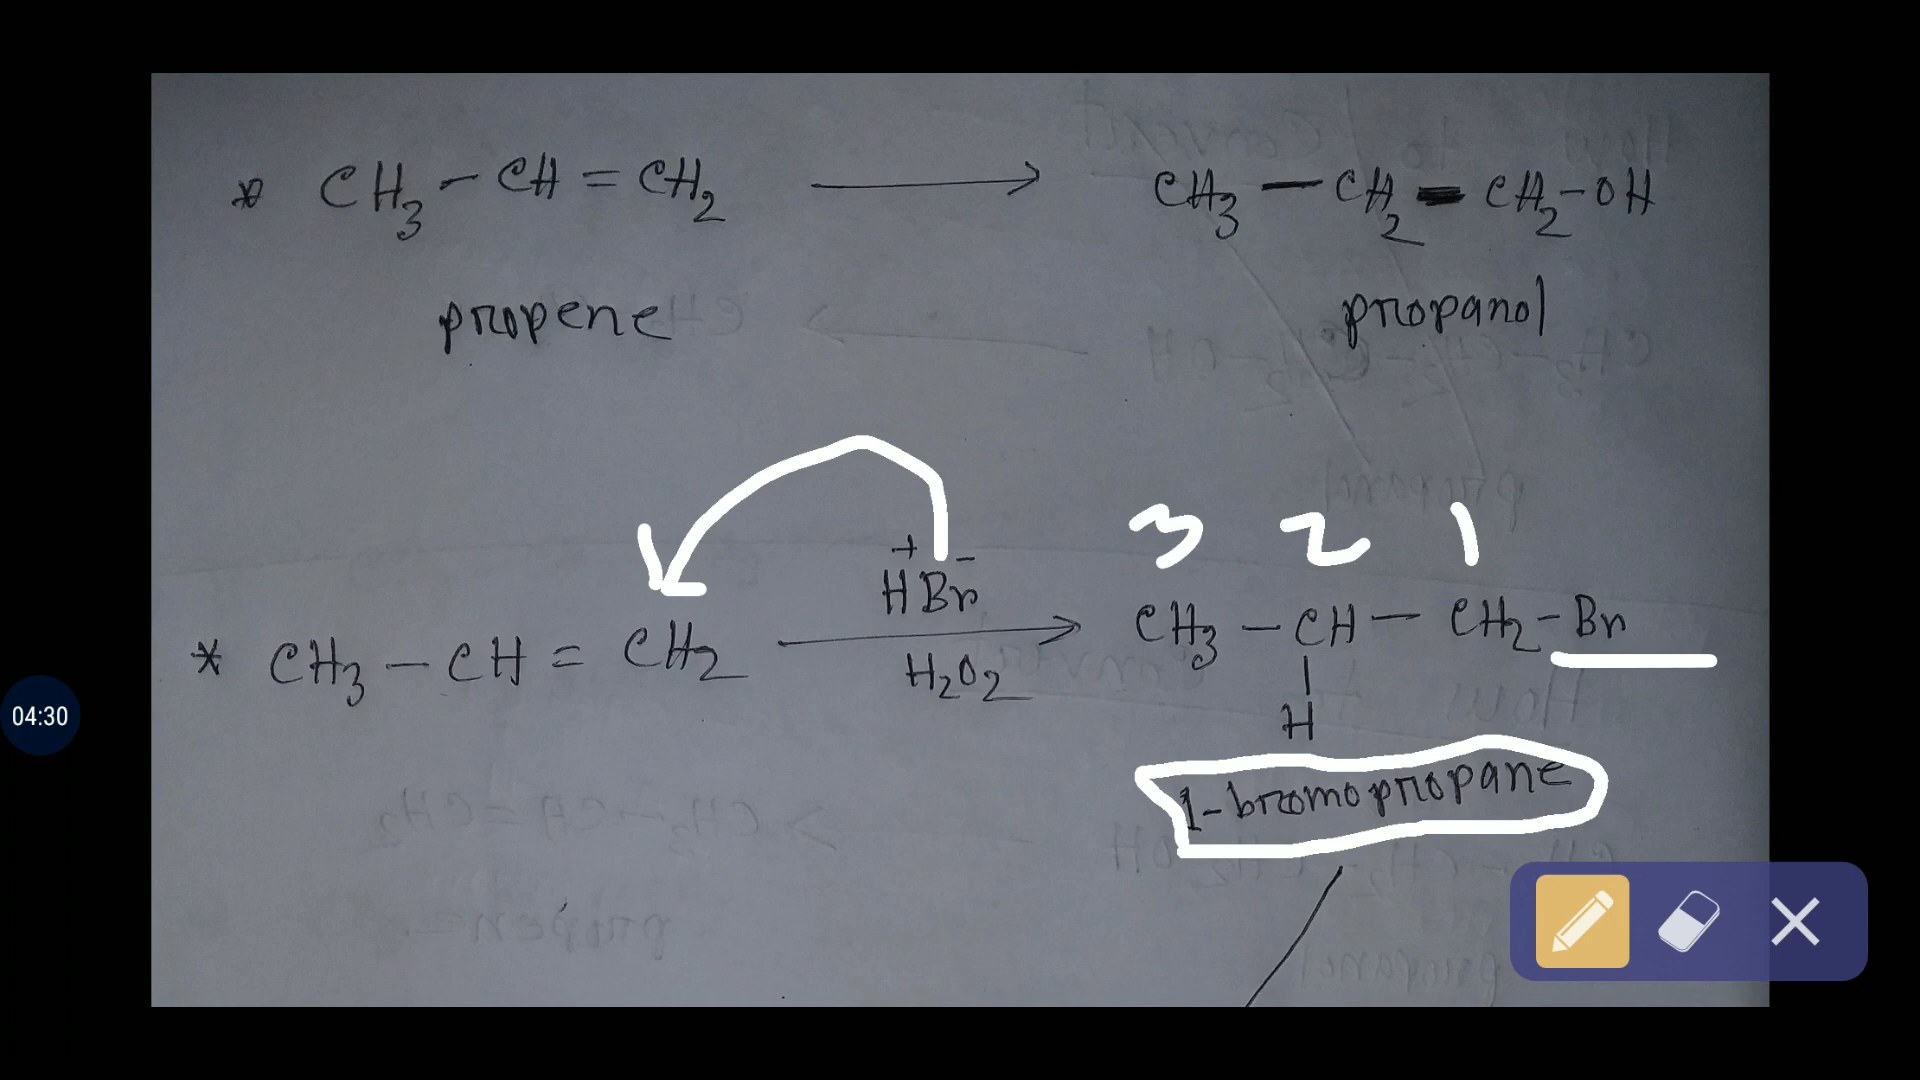 * CH₃ – CH = CH₂ ⟶ CH₃ – CH₂ – CH₂ – OH
propene propanol
3 2 1
+ –
HBr
* CH₃ – CH = CH₂ ⟶ CH₃ – CH – CH₂ – Br
H₂O₂
|
H
04:30
1-bromopropane